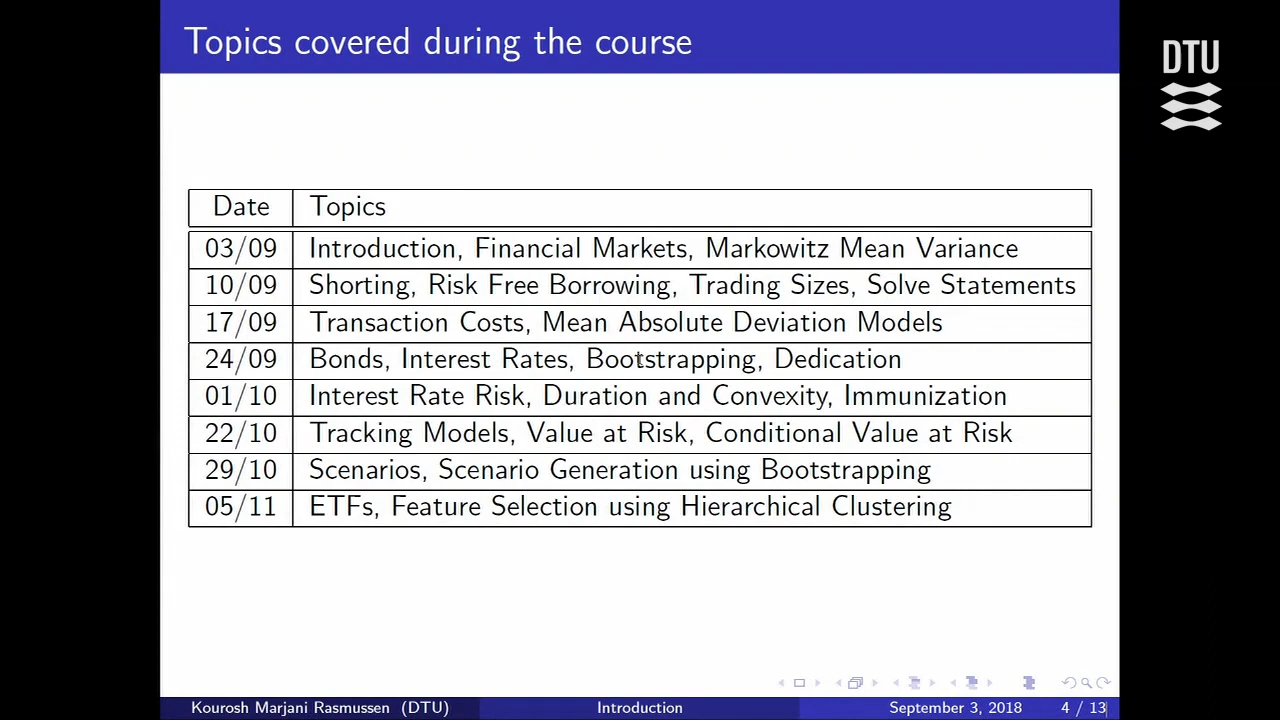 Topics covered during the course
DTU
Date Topics
03/09 Introduction, Financial Markets, Markowitz Mean Variance
10/09 Shorting, Risk Free Borrowing, Trading Sizes, Solve Statements
17/09 Transaction Costs, Mean Absolute Deviation Models
24/09 Bonds, Interest Rates, Bootstrapping, Dedication
01/10 Interest Rate Risk, Duration and Convexity, Immunization
22/10 Tracking Models, Value at Risk, Conditional Value at Risk
29/10 Scenarios, Scenario Generation using Bootstrapping
05/11 ETFs, Feature Selection using Hierarchical Clustering
Kourosh Marjani Rasmussen (DTU) Introduction September 3, 2018 4 / 13